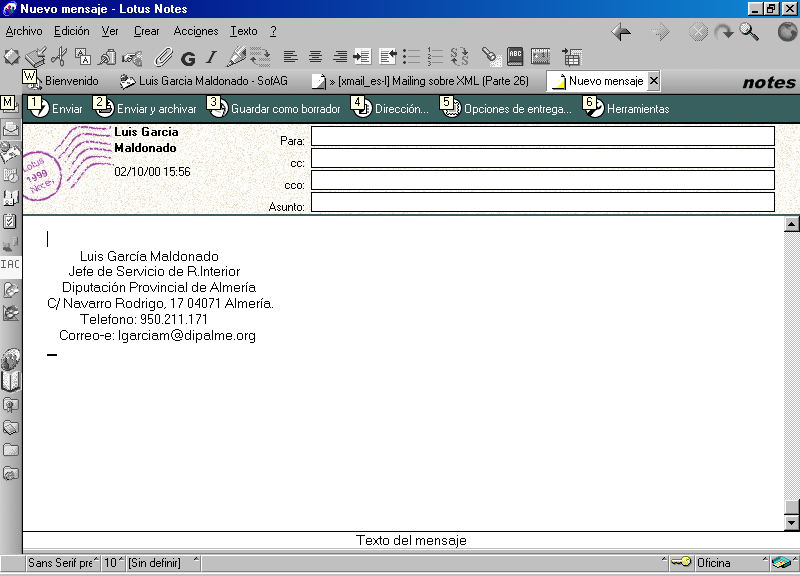 Nuevo mensaje - Lotus Notes
Archivo Edición Ver Crear Acciones Texto ?
G I
ABC
W Bienvenido Luis Garcia Maldonado - SofAG » [xmail_es-l] Mailing sobre XML (Parte 26) Nuevo mensaje notes
M 1 Enviar 2 Enviar y archivar 3 Guardar como borrador 4 Dirección... 5 Opciones de entrega... 6 Herramientas
Luis Garcia
Maldonado
02/10/00 15:56
Lotus
1999
Notes
Para:
cc:
cco:
Asunto:
IAC
Luis García Maldonado
Jefe de Servicio de R.Interior
Diputación Provincial de Almería
C/ Navarro Rodrigo, 17 04071 Almería.
Telefono: 950.211.171
Correo-e: lgarciam@dipalme.org
Texto del mensaje
Sans Serif pre 10 [Sin definir] Oficina